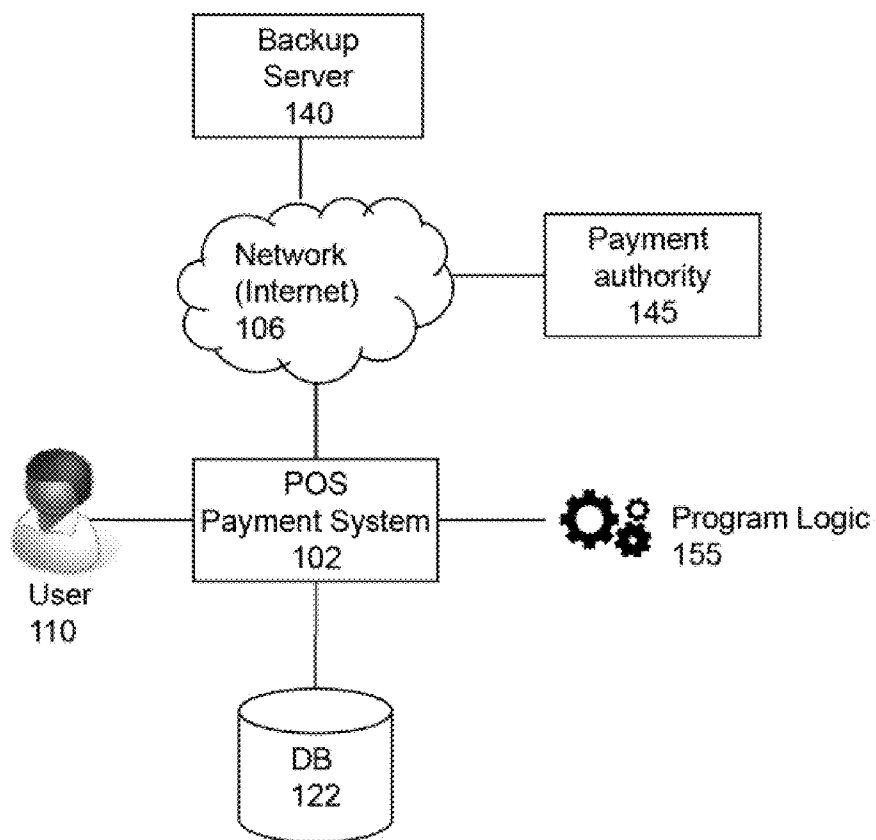 Backup
Server
140
Network
(Internet)
106
Payment
authority
145
POS
Payment System
102
User
110
Program Logic
155
DB
122